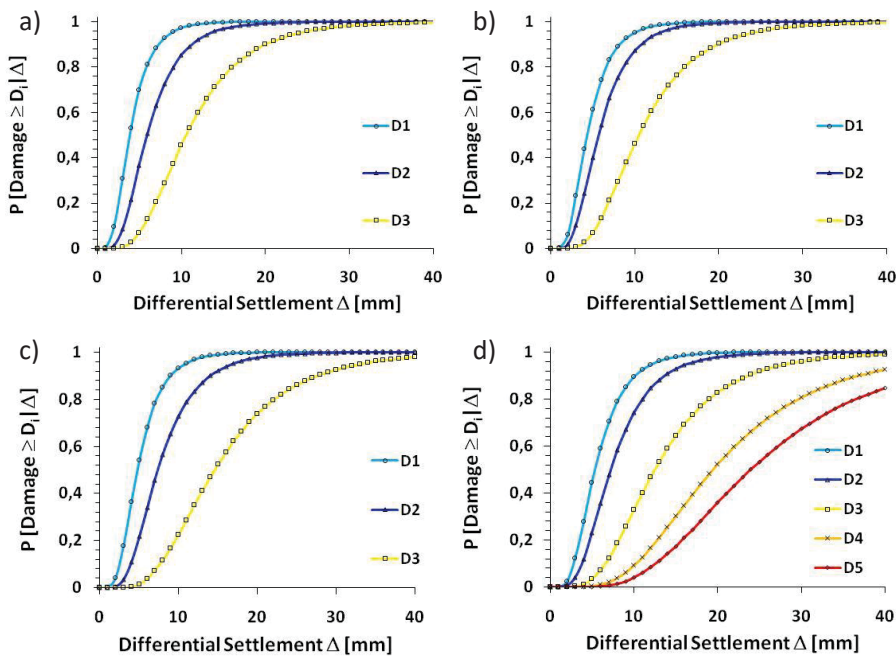 a)
P [Damage ≥ Di|Δ]
1
0,8
0,6
0,4
0,2
0
D1
D2
D3
0 10 20 30 40
Differential Settlement Δ [mm]
b)
P [Damage ≥ Di|Δ]
1
0,8
0,6
0,4
0,2
0
D1
D2
D3
0 10 20 30 40
Differential Settlement Δ [mm]
c)
P [Damage ≥ Di|Δ]
1
0,8
0,6
0,4
0,2
0
D1
D2
D3
0 10 20 30 40
Differential Settlement Δ [mm]
d)
P [Damage ≥ Di|Δ]
1
0,8
0,6
0,4
0,2
0
D1
D2
D3
D4
D5
0 10 20 30 40
Differential Settlement Δ [mm]